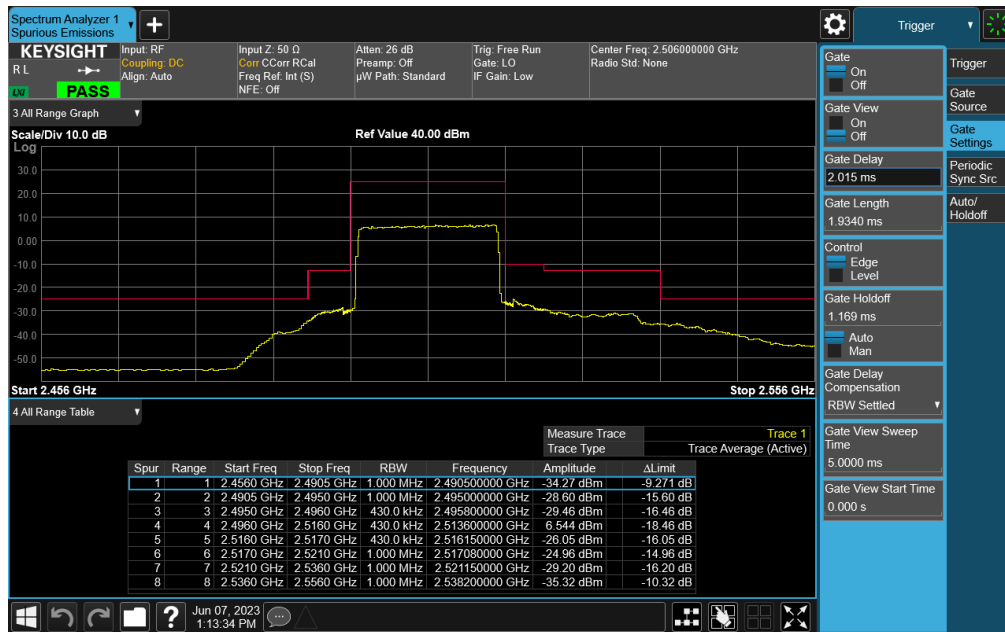 Spectrum Analyzer 1
Spurious Emissions
Trigger
KEYSIGHT
R L
LXI
PASS
Input: RF
Coupling: DC
Align: Auto
Input Z: 50 Ω
Corr CCorr RCal
Freq Ref: Int (S)
NFE: Off
Atten: 26 dB
Preamp: Off
µW Path: Standard
Trig: Free Run
Gate: LO
IF Gain: Low
Center Freq: 2.506000000 GHz
Radio Std: None
3 All Range Graph
Scale/Div 10.0 dB
Ref Value 40.00 dBm
Log
30.0
20.0
10.0
0.00
-10.0
-20.0
-30.0
-40.0
-50.0
Start 2.456 GHz
Stop 2.556 GHz
4 All Range Table
Measure Trace Trace 1
Trace Type Trace Average (Active)
Spur Range Start Freq Stop Freq RBW Frequency Amplitude ΔLimit
1 1 2.4560 GHz 2.4905 GHz 1.000 MHz 2.490500000 GHz -34.27 dBm -9.271 dB
2 2 2.4905 GHz 2.4950 GHz 1.000 MHz 2.495000000 GHz -28.60 dBm -15.60 dB
3 3 2.4950 GHz 2.4960 GHz 430.0 kHz 2.495800000 GHz -29.46 dBm -16.46 dB
4 4 2.4960 GHz 2.5160 GHz 430.0 kHz 2.513600000 GHz 6.544 dBm -18.46 dB
5 5 2.5160 GHz 2.5170 GHz 430.0 kHz 2.516150000 GHz -26.05 dBm -16.05 dB
6 6 2.5170 GHz 2.5210 GHz 1.000 MHz 2.517080000 GHz -24.96 dBm -14.96 dB
7 7 2.5210 GHz 2.5360 GHz 1.000 MHz 2.521150000 GHz -29.20 dBm -16.20 dB
8 8 2.5360 GHz 2.5560 GHz 1.000 MHz 2.538200000 GHz -35.32 dBm -10.32 dB
Gate
On
Off
Gate View
On
Off
Gate Delay
2.015 ms
Gate Length
1.9340 ms
Control
Edge
Level
Gate Holdoff
1.169 ms
Auto
Man
Gate Delay
Compensation
RBW Settled
Gate View Sweep
Time
5.0000 ms
Gate View Start Time
0.000 s
Trigger
Gate
Source
Gate
Settings
Periodic
Sync Src
Auto/
Holdoff
Jun 07, 2023
1:13:34 PM